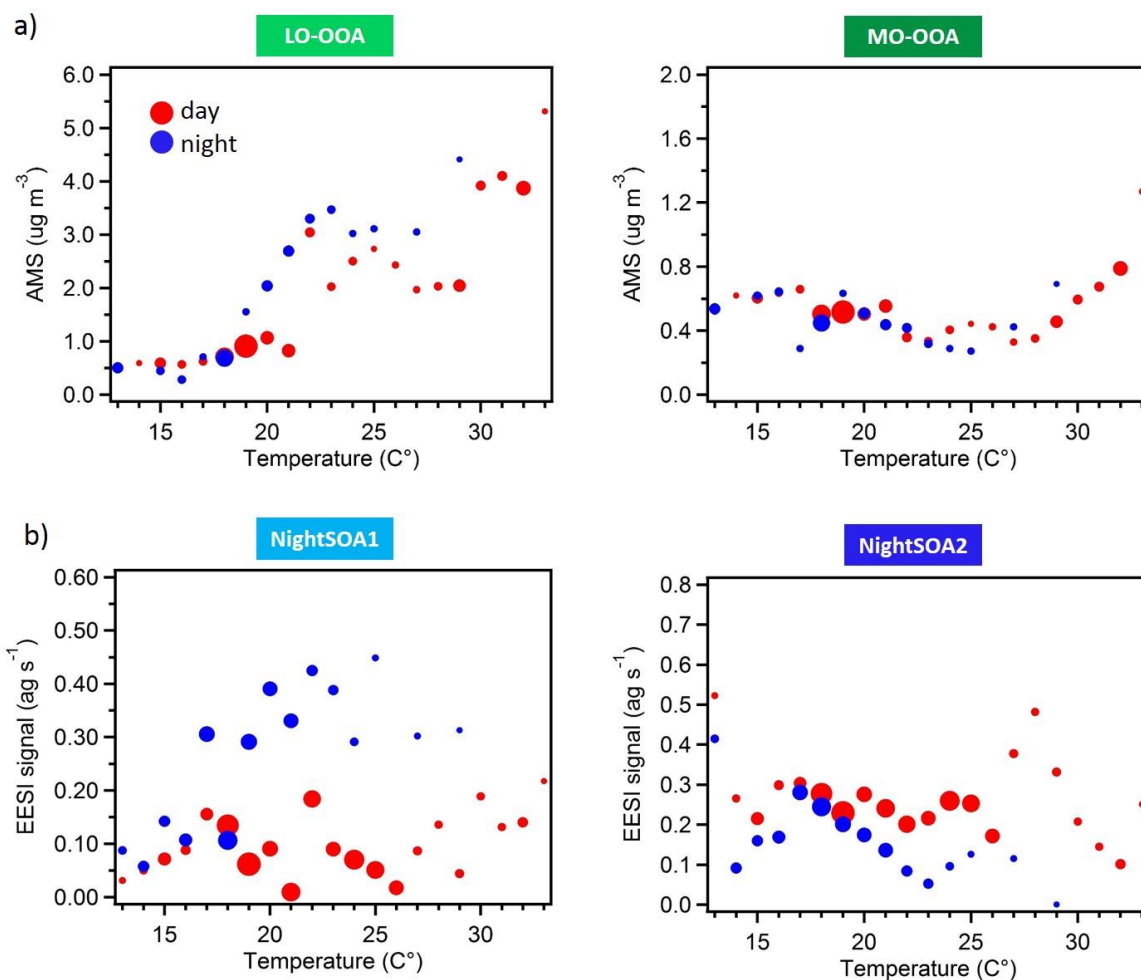 a)
LO-OOA
MO-OOA
6.0
5.0
4.0
3.0
2.0
1.0
0.0
AMS (ug m⁻³)
day
night
15
20
25
30
Temperature (C°)
2.0
1.6
1.2
0.8
0.4
0.0
AMS (ug m⁻³)
15
20
25
30
Temperature (C°)
b)
NightSOA1
NightSOA2
0.60
0.50
0.40
0.30
0.20
0.10
0.00
EESI signal (ag s⁻¹)
15
20
25
30
Temperature (C°)
0.8
0.7
0.6
0.5
0.4
0.3
0.2
0.1
0.0
EESI signal (ag s⁻¹)
15
20
25
30
Temperature (C°)